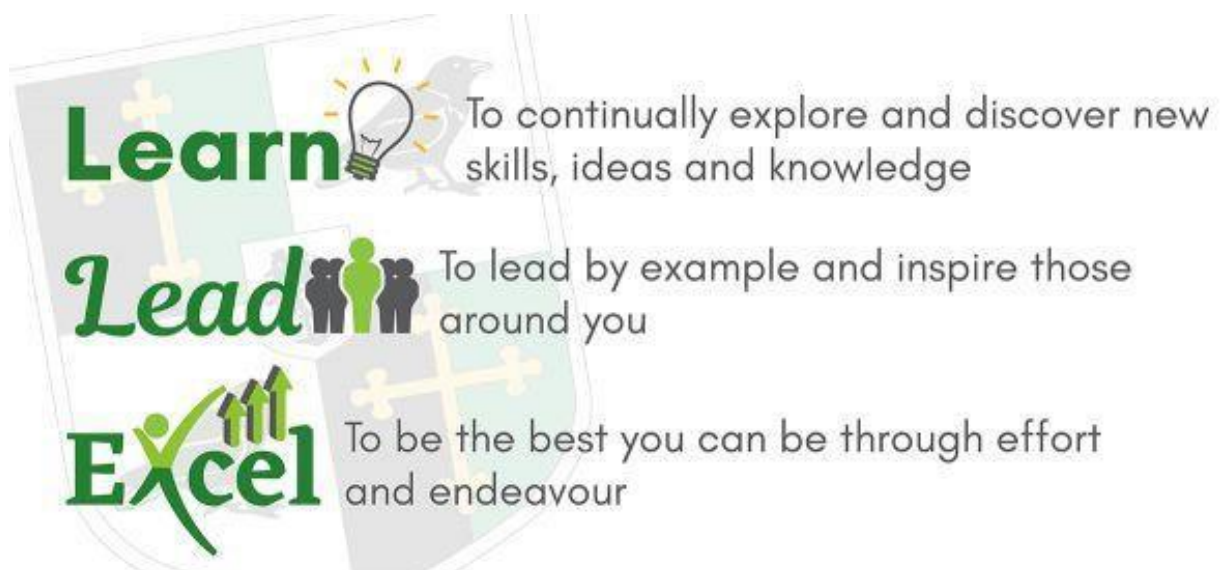 Learn
To continually explore and discover new
skills, ideas and knowledge
Lead
To lead by example and inspire those
around you
Excel
To be the best you can be through effort
and endeavour